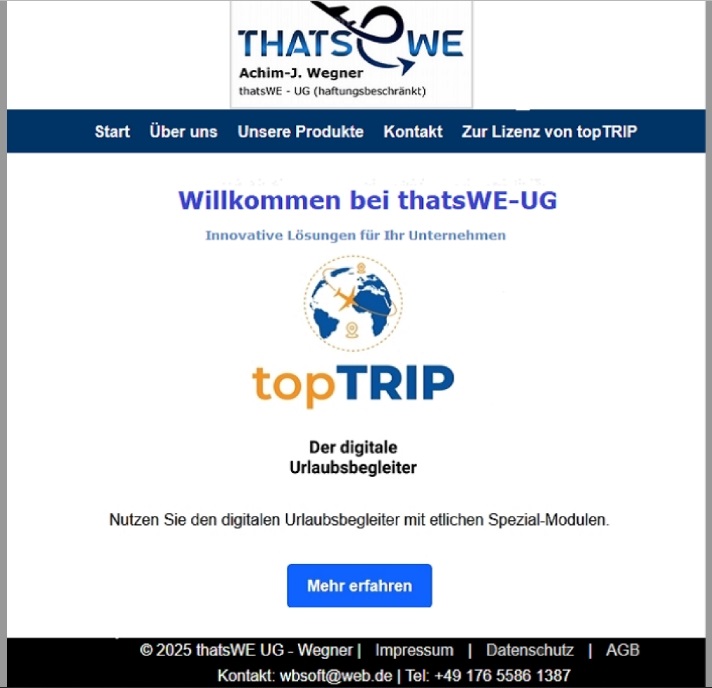 THATS WE
Achim-J. Wegner
thatsWE - UG (haftungsbeschränkt)
Start Über uns Unsere Produkte Kontakt Zur Lizenz von topTRIP
Willkommen bei thatsWE-UG
Innovative Lösungen für Ihr Unternehmen
topTRIP
Der digitale
Urlaubsbegleiter
Nutzen Sie den digitalen Urlaubsbegleiter mit etlichen Spezial-Modulen.
Mehr erfahren
© 2025 thatsWE UG - Wegner | Impressum | Datenschutz | AGB
Kontakt: wbsoft@web.de | Tel: +49 176 5586 1387